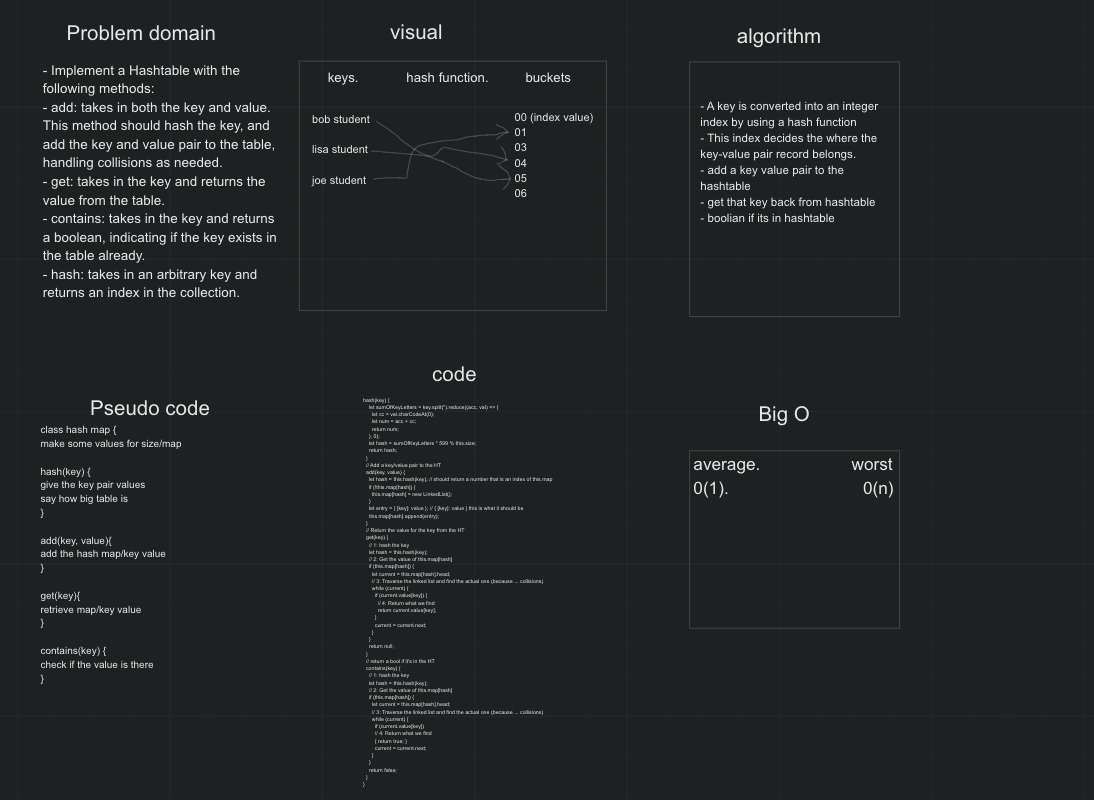 Problem domain
- Implement a Hashtable with the
following methods:
- add: takes in both the key and value.
This method should hash the key, and
add the key and value pair to the table,
handling collisions as needed.
- get: takes in the key and returns the
value from the table.
- contains: takes in the key and returns
a boolean, indicating if the key exists in
the table already.
- hash: takes in an arbitrary key and
returns an index in the collection.
visual
keys. hash function. buckets
bob student
lisa student
joe student
00 (index value)
01
03
04
05
06
algorithm
- A key is converted into an integer
index by using a hash function
- This index decides the where the
key-value pair record belongs.
- add a key value pair to the
hashtable
- get that key back from hashtable
- boolian if its in hashtable
Pseudo code
class hash map {
make some values for size/map
hash(key) {
give the key pair values
say how big table is
}
add(key, value){
add the hash map/key value
}
get(key){
retrieve map/key value
}
contains(key) {
check if the value is there
}
code
hash(key) {
let sumOfKeyLetters = key.split('').reduce((acc, val) => {
let cc = val.charCodeAt(0);
let num = acc + cc;
return num;
}, 0);
let hash = sumOfKeyLetters * 599 % this.size;
return hash;
}
// Add a key/value pair to the HT
add(key, value) {
let hash = this.hash(key); // should return a number that is an index of this.map
if (!this.map[hash]) {
this.map[hash] = new LinkedList();
}
let entry = { [key]: value }; // { [key]: value } this is what it should be
this.map[hash].append(entry);
}
// Return the value for the key from the HT
get(key) {
// 1: hash the key
let hash = this.hash(key);
// 2: Get the value of this.map[hash]
if (this.map[hash]) {
let current = this.map[hash].head;
// 3: Traverse the linked list and find the actual one (because ... collisions)
while (current) {
if (current.value[key]) {
// 4: Return what we find
return current.value[key];
}
current = current.next;
}
}
return null;
}
// return a bool if it's in the HT
contains(key) {
// 1: hash the key
let hash = this.hash(key);
// 2: Get the value of this.map[hash]
if (this.map[hash]) {
let current = this.map[hash].head;
// 3: Traverse the linked list and find the actual one (because ... collisions)
while (current) {
if (current.value[key])
// 4: Return what we find
{ return true; }
current = current.next;
}
}
return false;
}
}
Big O
average. worst
0(1). 0(n)